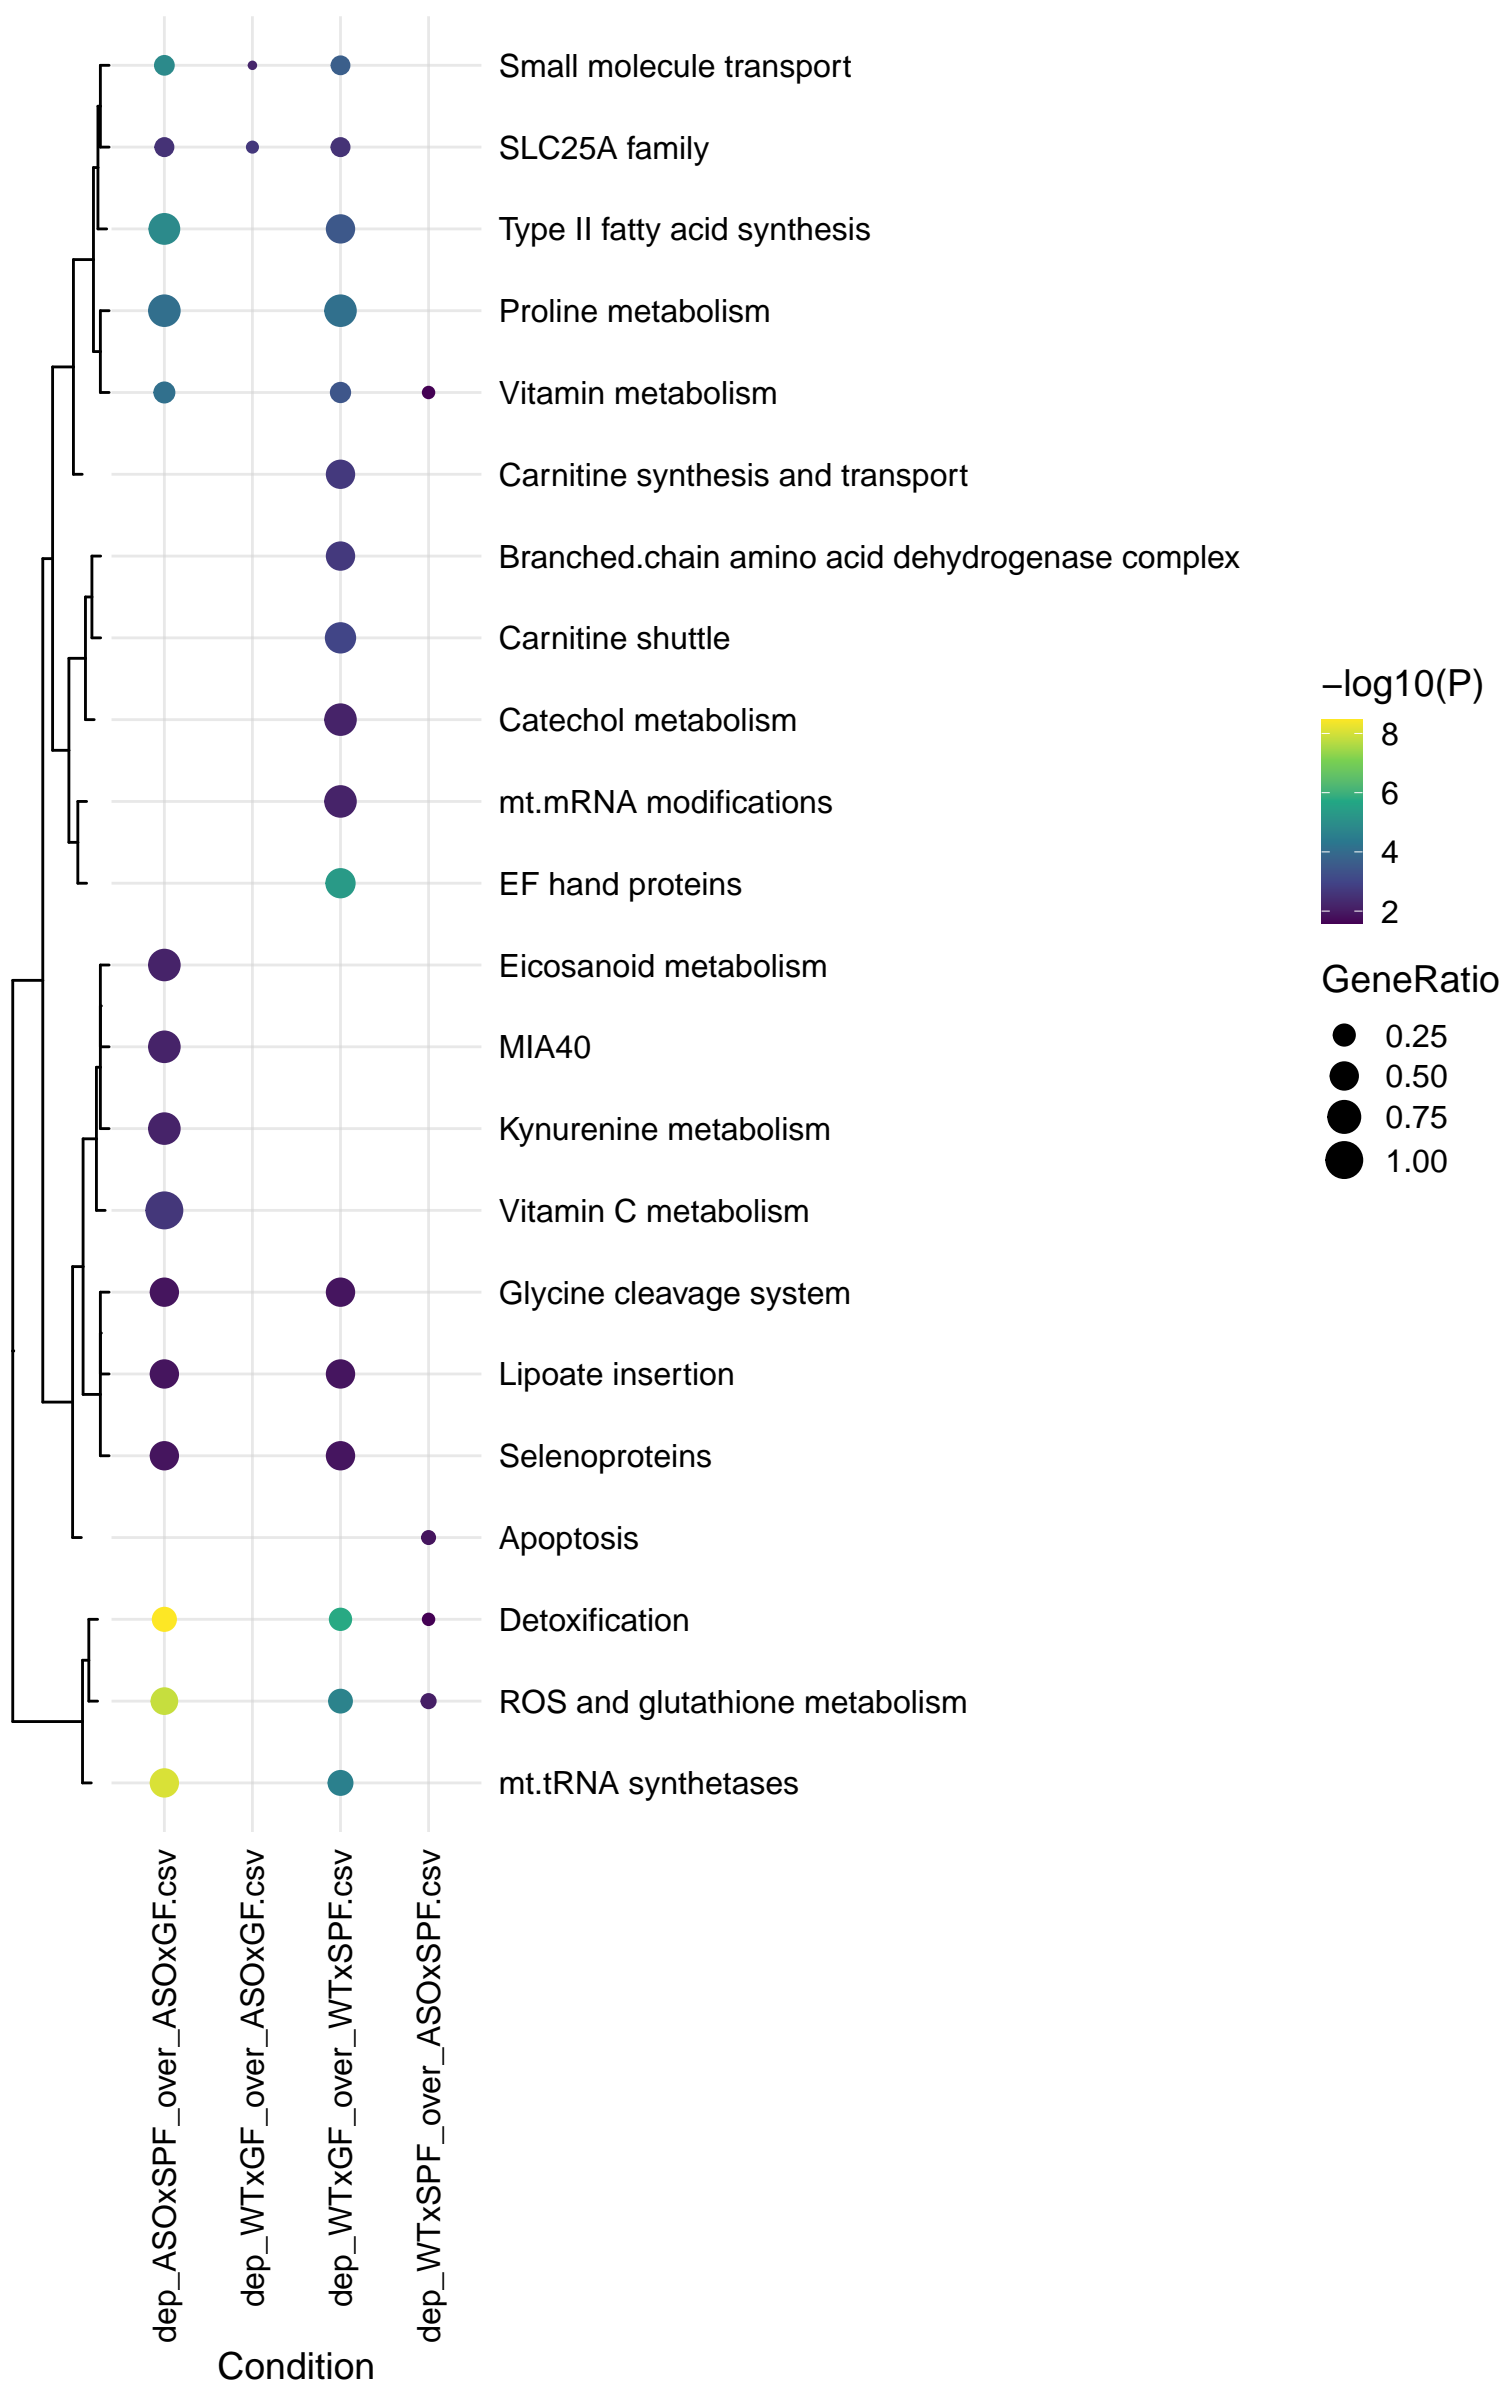 Small molecule transport
SLC25A family
Type II fatty acid synthesis
Proline metabolism
Vitamin metabolism
Carnitine synthesis and transport
Branched.chain amino acid dehydrogenase complex
Carnitine shuttle
Catechol metabolism
mt.mRNA modifications
EF hand proteins
Eicosanoid metabolism
MIA40
Kynurenine metabolism
Vitamin C metabolism
Glycine cleavage system
Lipoate insertion
Selenoproteins
Apoptosis
Detoxification
ROS and glutathione metabolism
mt.tRNA synthetases
dep_ASOxSPF_over_ASOxGF.csv
dep_WTxGF_over_ASOxGF.csv
dep_WTxGF_over_WTxSPF.csv
dep_WTxSPF_over_ASOxSPF.csv
Condition
−log10(P)
8
6
4
2
GeneRatio
0.25
0.50
0.75
1.00